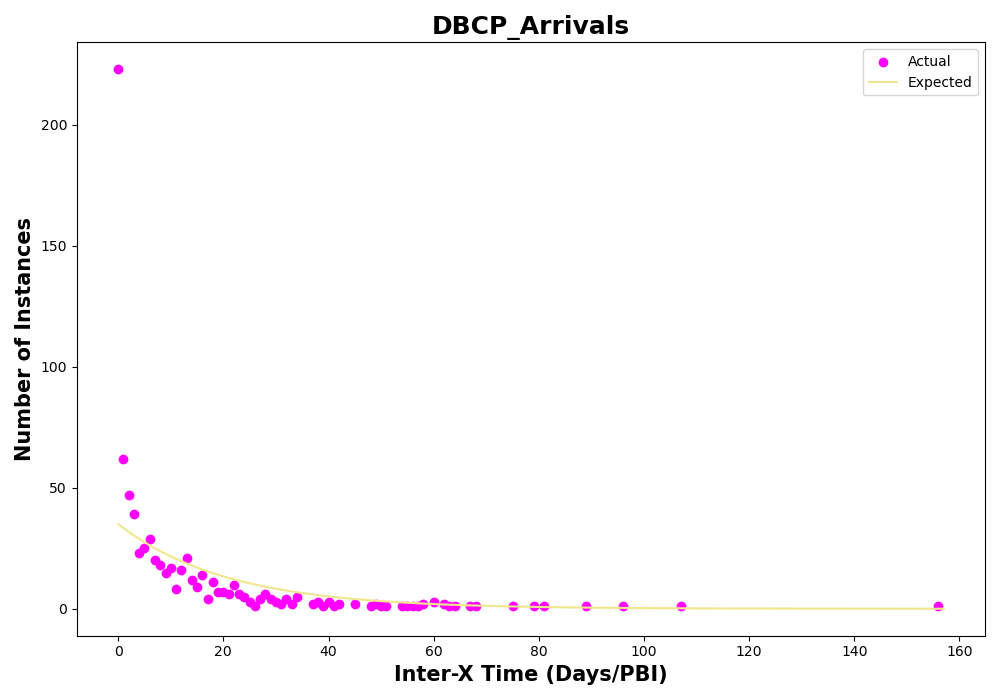 DBCP_Arrivals
Actual
Expected
Number of Instances
200
150
100
50
0
0 20 40 60 80 100 120 140 160
Inter-X Time (Days/PBI)